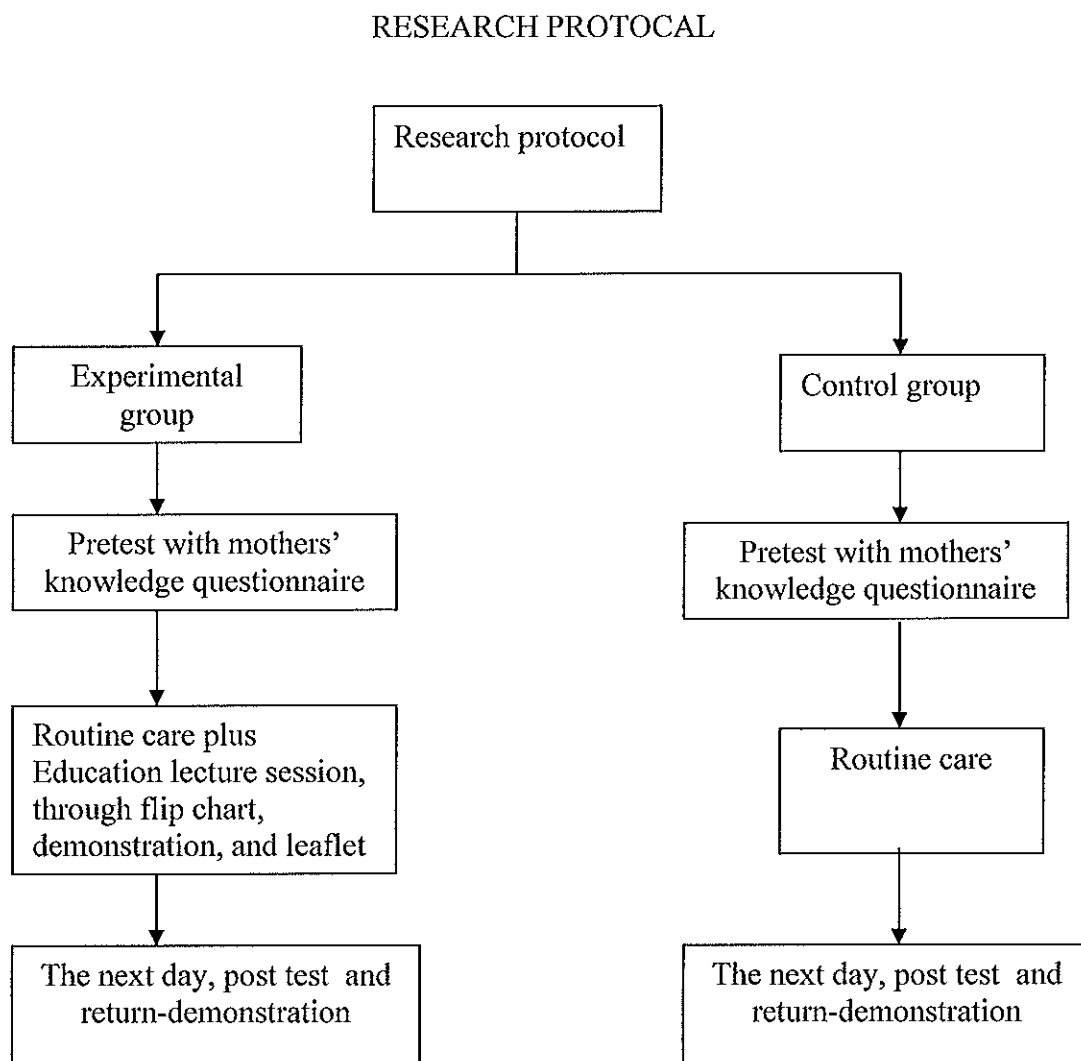 RESEARCH PROTOCAL
Research protocol
Experimental
group
Control group
Pretest with mothers’
knowledge questionnaire
Pretest with mothers’
knowledge questionnaire
Routine care plus
Education lecture session,
through flip chart,
demonstration, and leaflet
Routine care
The next day, post test and
return-demonstration
The next day, post test and
return-demonstration